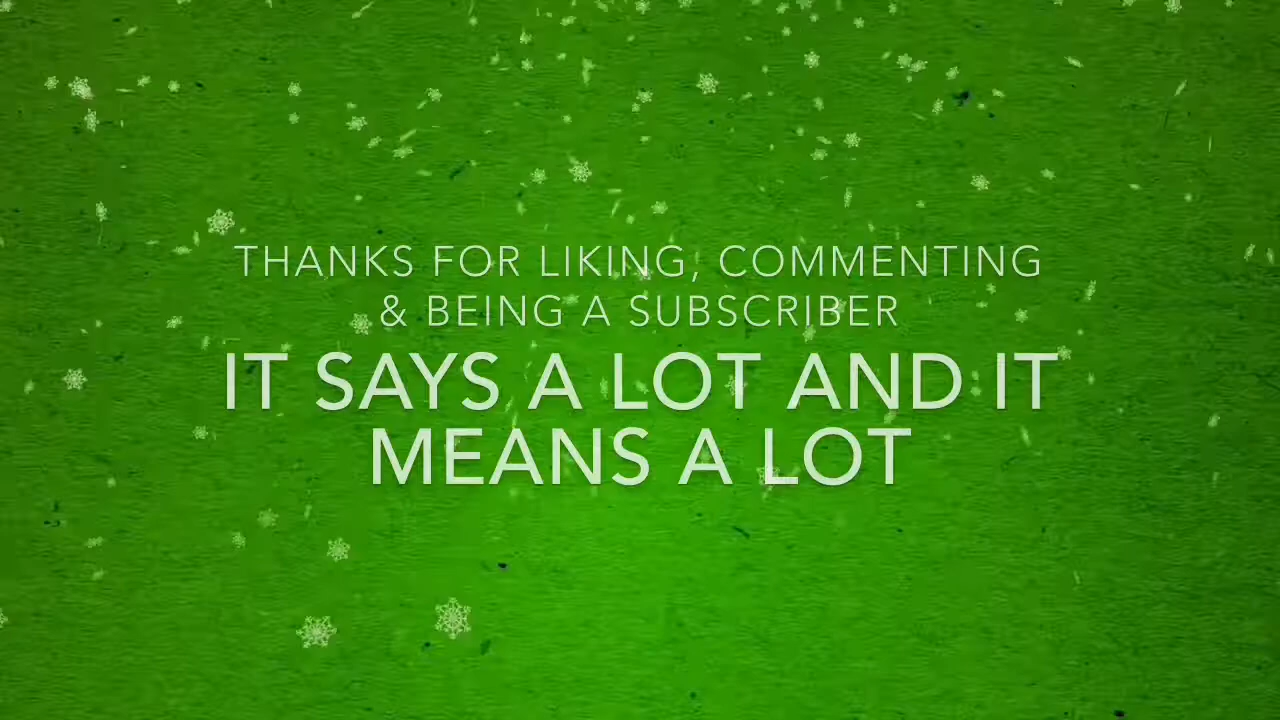 THANKS FOR LIKING, COMMENTING
& BEING A SUBSCRIBER
IT SAYS A LOT AND IT
MEANS A LOT